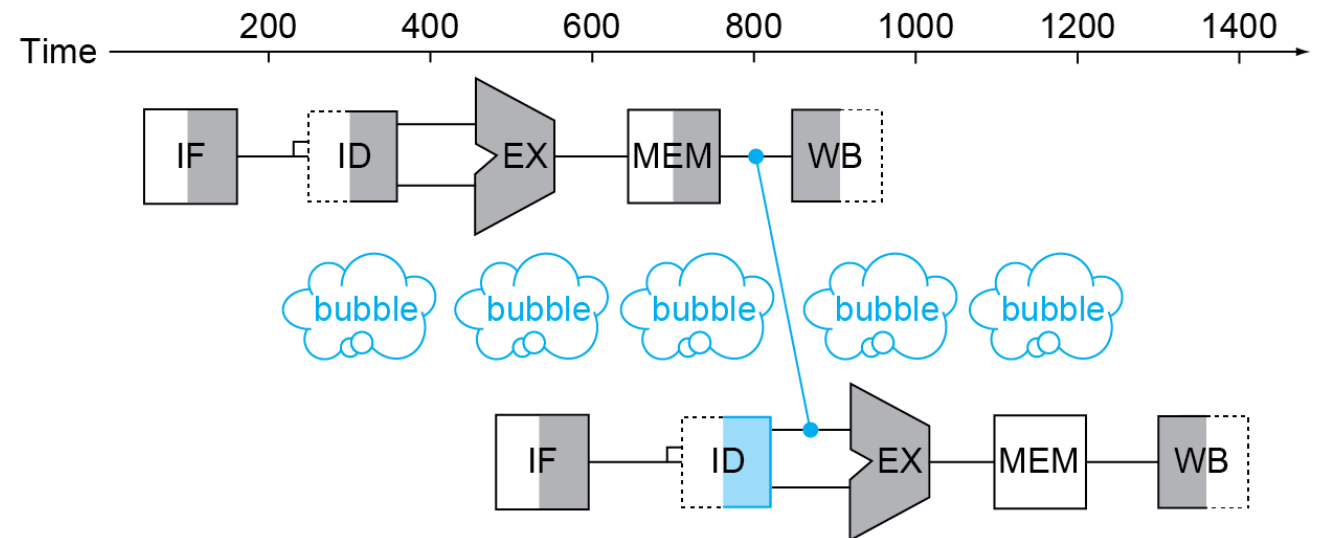 200 400 600 800 1000 1200 1400
Time
IF ID EX MEM WB
bubble bubble bubble bubble bubble
IF ID EX MEM WB